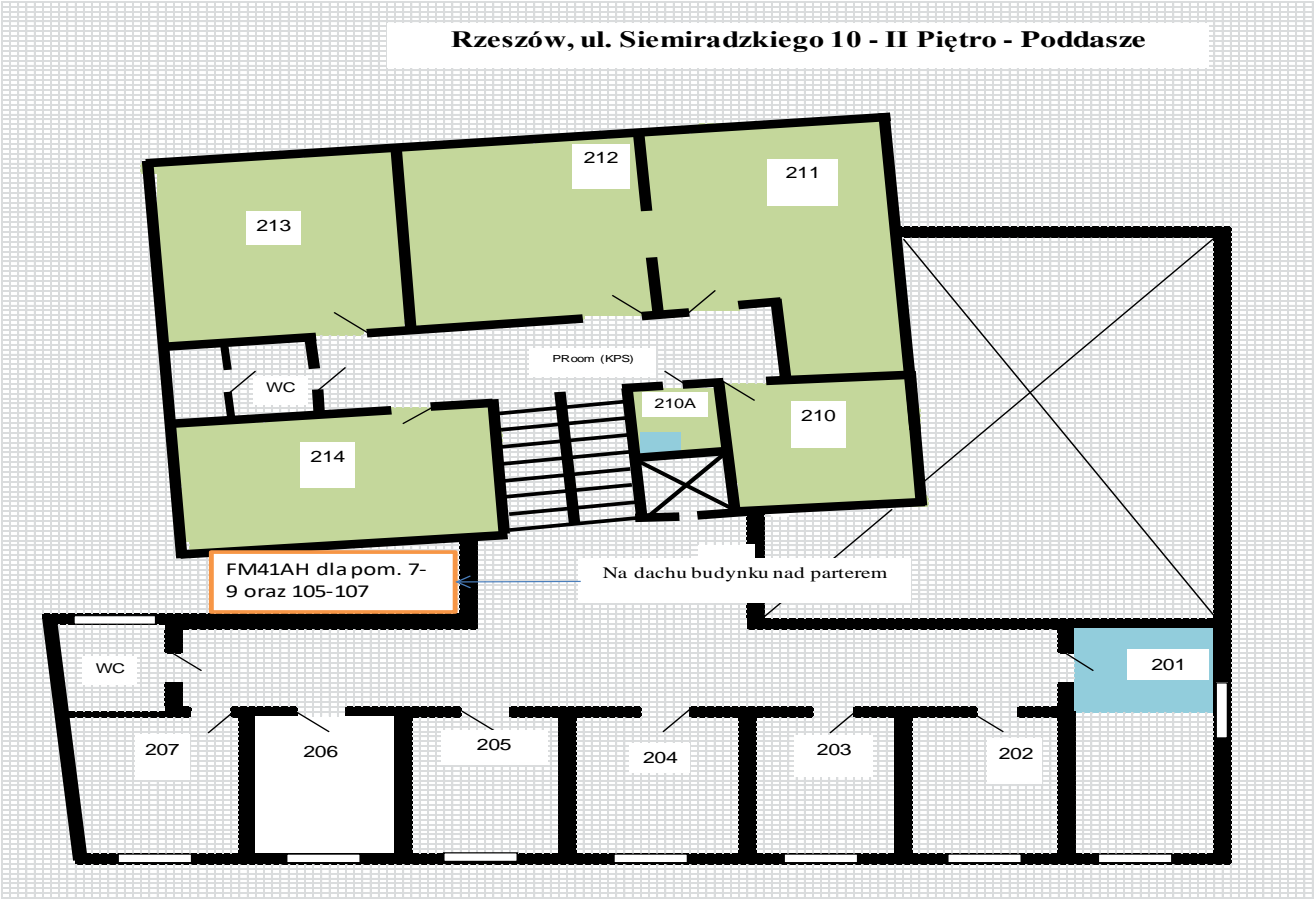 Rzeszów, ul. Siemiradzkiego 10 - II Piętro - Poddasze
212
211
213
PRoom (KPS)
WC
210A
210
214
FM41AH dla pom. 7-
9 oraz 105-107
Na dachu budynku nad parterem
WC
201
207
206
205
204
203
202